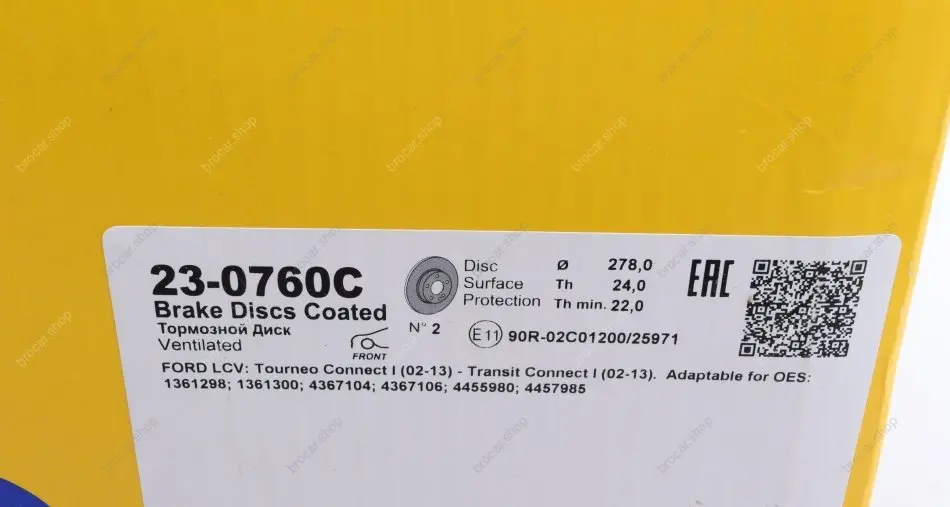 23-0760C
Brake Discs Coated
Тормозной Диск
Ventilated
FRONT
N° 2
Disc
Surface
Protection
Ø 278,0
Th 24,0
Th min. 22,0
E11 90R-02C01200/25971
EAC
FORD LCV: Tourneo Connect I (02-13) - Transit Connect I (02-13). Adaptable for OES:
1361298; 1361300; 4367104; 4367106; 4455980; 4457985
brocar.shop